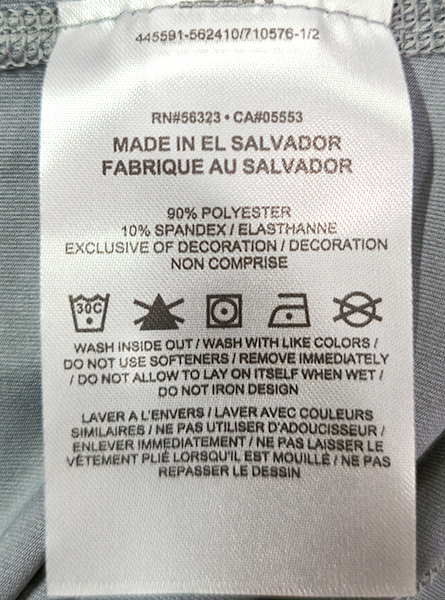 445591-562410/710576-1/2
RN#56323 • CA#05553
MADE IN EL SALVADOR
FABRIQUE AU SALVADOR
90% POLYESTER
10% SPANDEX / ELASTHANNE
EXCLUSIVE OF DECORATION / DECORATION
NON COMPRISE
30C
WASH INSIDE OUT / WASH WITH LIKE COLORS /
DO NOT USE SOFTENERS / REMOVE IMMEDIATELY
/ DO NOT ALLOW TO LAY ON ITSELF WHEN WET /
DO NOT IRON DESIGN
LAVER A L'ENVERS / LAVER AVEC COULEURS
SIMILAIRES / NE PAS UTILISER D'ADOUCISSEUR /
ENLEVER IMMEDIATEMENT / NE PAS LAISSER LE
VÊTEMENT PLIÉ LORSQU'IL EST MOUILLÉ / NE PAS
REPASSER LE DESSIN